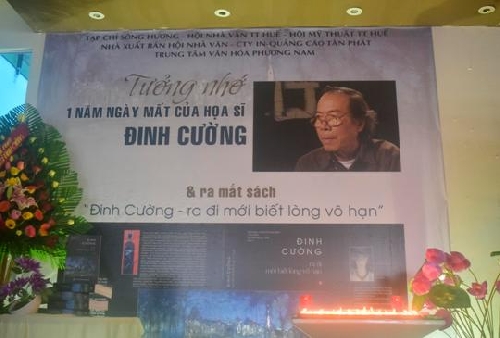 TẠP CHÍ SÔNG HƯƠNG - HỘI NHÀ VĂN TT HUẾ - HỘI MỸ THUẬT TT HUẾ
NHÀ XUẤT BẢN HỘI NHÀ VĂN - CTY IN-QUẢNG CÁO TÂN PHÁT
TRUNG TÂM VĂN HÓA PHƯƠNG NAM
Tưởng nhớ
1 NĂM NGÀY MẤT CỦA HỌA SĨ
ĐINH CƯỜNG
& ra mắt sách
"Đinh Cường - ra đi mới biết lòng vô hạn"
ĐINH
CƯỜNG